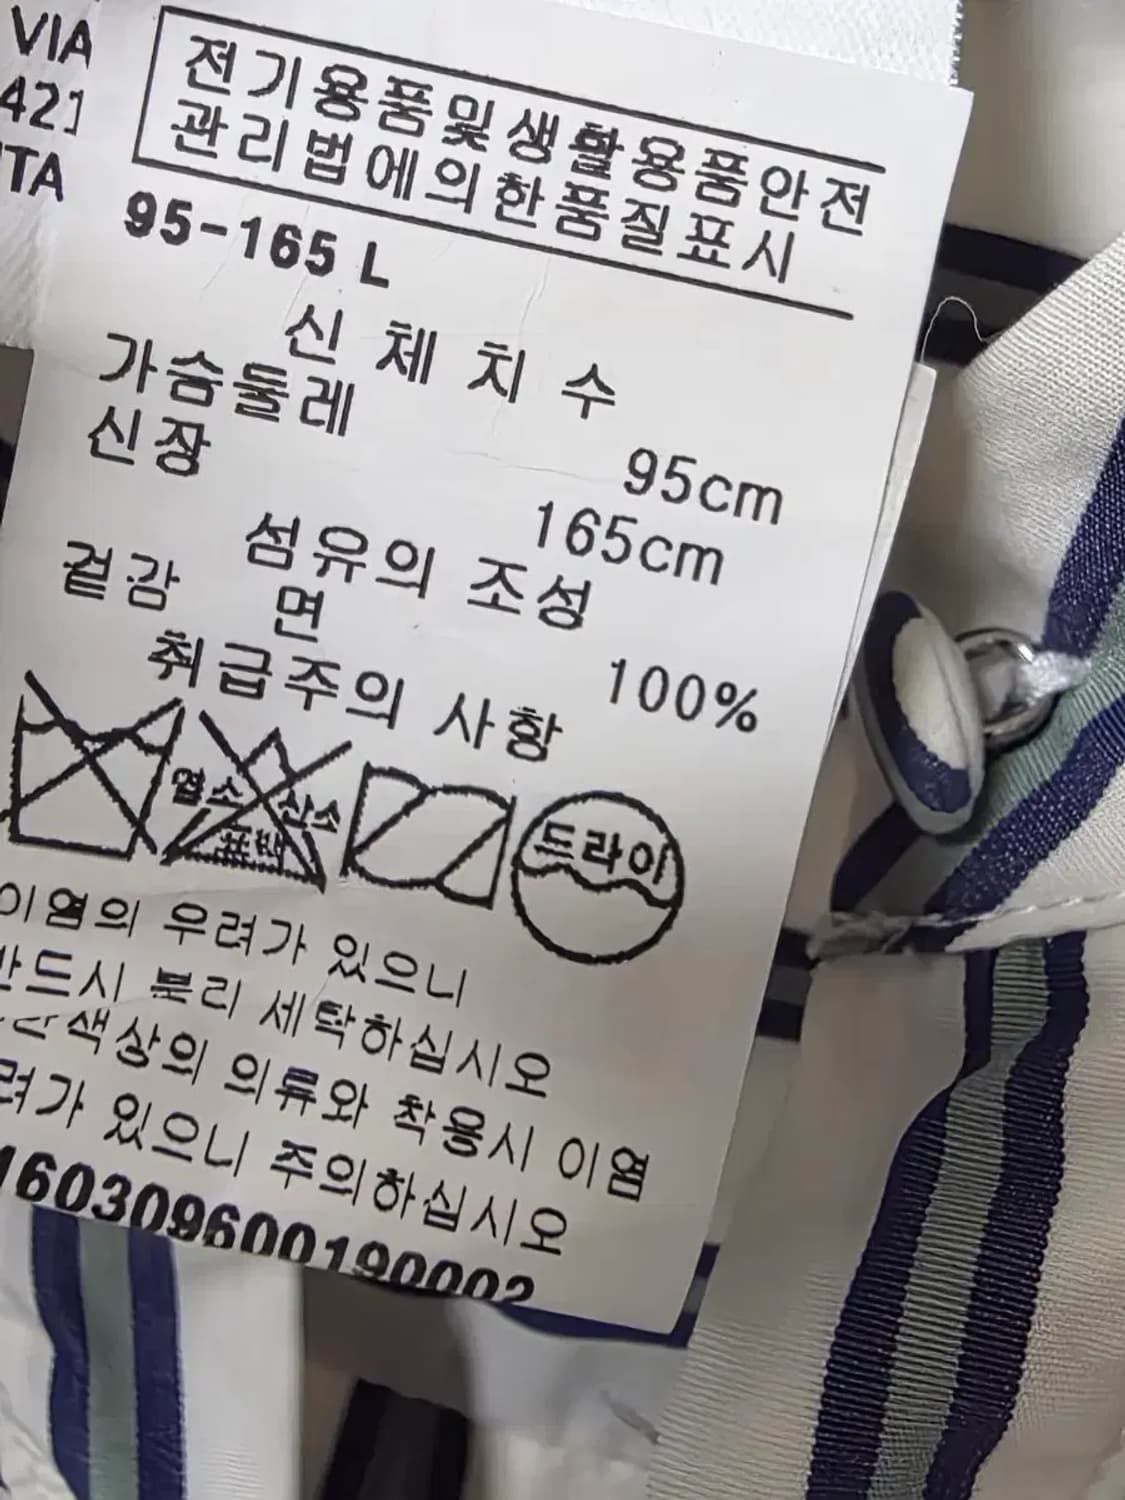 VIA
421
ITA
전기용품및생활용품안전
관리법에의한품질표시
95-165 L
신 체 치 수
가슴둘레 95cm
신장 165cm
섬유의 조성
겉감 면 100%
취급주의 사항
염소 산소
표백
드라이
이염의 우려가 있으니
반드시 분리 세탁하십시오
색상의 의류와 착용시 이염
려가 있으니 주의하십시오
160309600190002